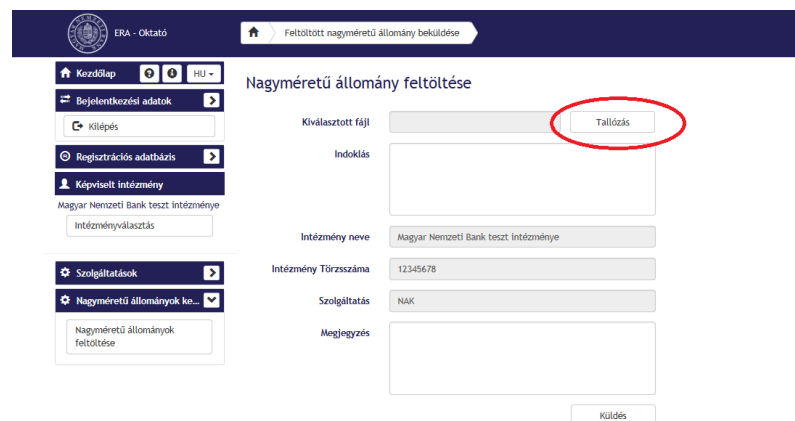 ERA - Oktató
Feltöltött nagyméretű állomány beküldése
Kezdőlap
HU
Bejelentkezési adatok
Kilépés
Regisztrációs adatbázis
Képviselt intézmény
Magyar Nemzeti Bank teszt intézménye
Intézményválasztás
Szolgáltatások
Nagyméretű állományok ke...
Nagyméretű állományok
feltöltése
Nagyméretű állomány feltöltése
Kiválasztott fájl
Tallózás
Indoklás
Intézmény neve
Magyar Nemzeti Bank teszt intézménye
Intézmény Törzsszáma
12345678
Szolgáltatás
NAK
Megjegyzés
Küldés